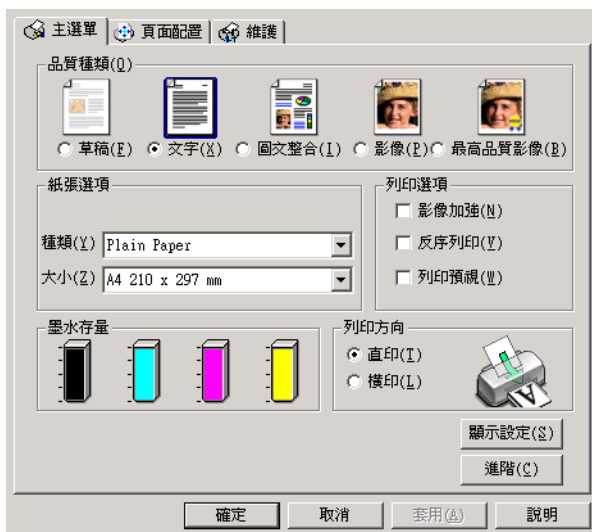 主選單 頁面配置 維護
品質種類(Q)
草稿(F) 文字(X) 圖文整合(I) 影像(P) 最高品質影像(B)
紙張選項
種類(Y) Plain Paper
大小(Z) A4 210 x 297 mm
列印選項
影像加強(N)
反序列印(V)
列印預視(W)
墨水存量
列印方向
直印(T)
橫印(L)
顯示設定(S)
進階(C)
確定 取消 套用(A) 說明